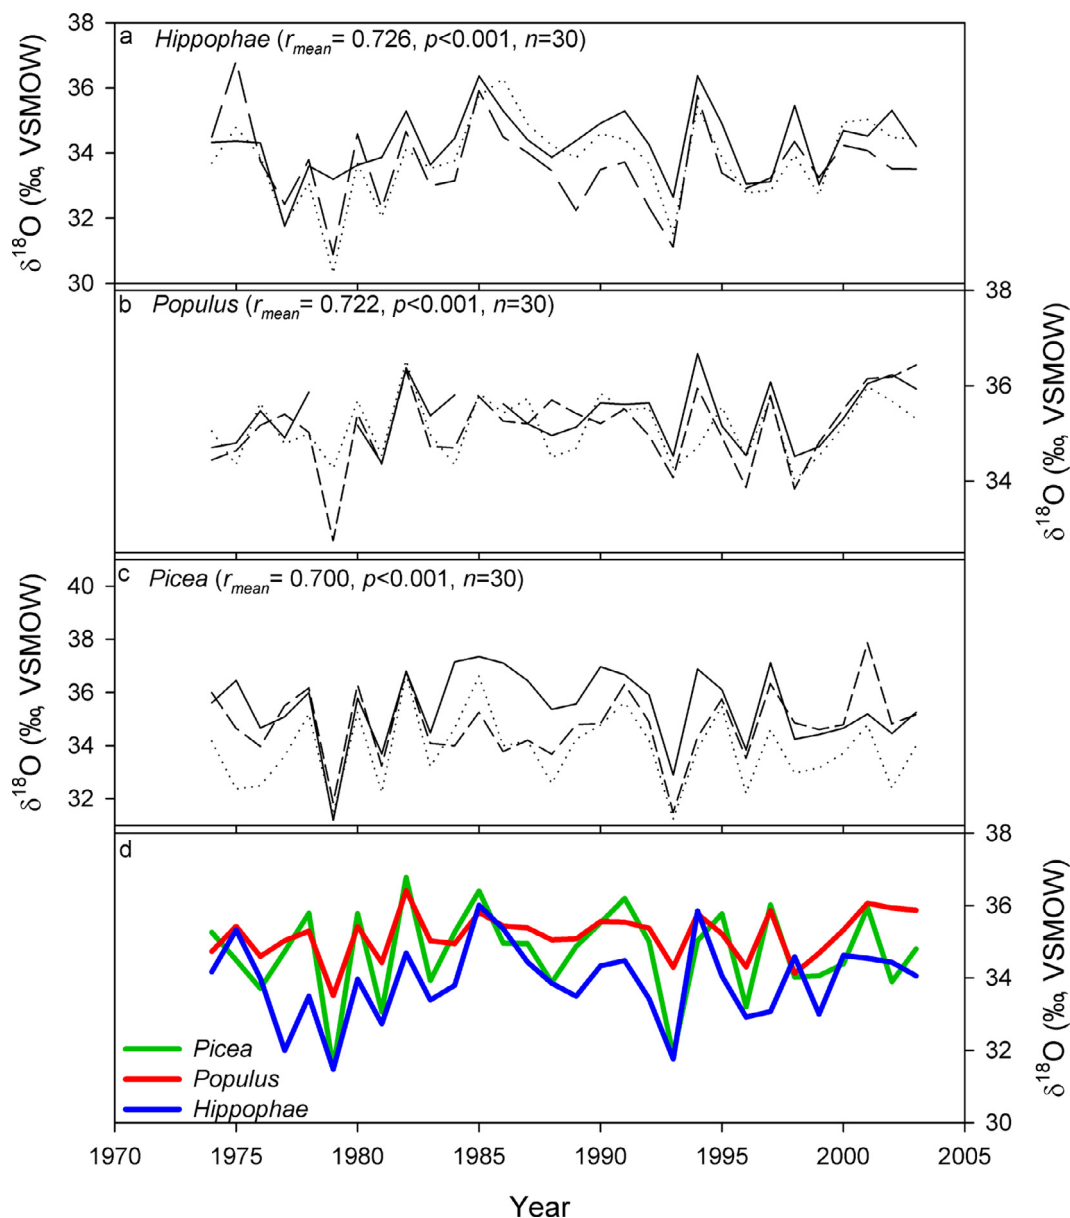 38
a Hippophae (rmean= 0.726, p<0.001, n=30)
36
34
32
30
δ18O (‰, VSMOW)
b Populus (rmean= 0.722, p<0.001, n=30)
38
36
34
δ18O (‰, VSMOW)
c Picea (rmean= 0.700, p<0.001, n=30)
40
38
36
34
32
δ18O (‰, VSMOW)
d
38
36
34
32
30
δ18O (‰, VSMOW)
Picea
Populus
Hippophae
1970 1975 1980 1985 1990 1995 2000 2005
Year